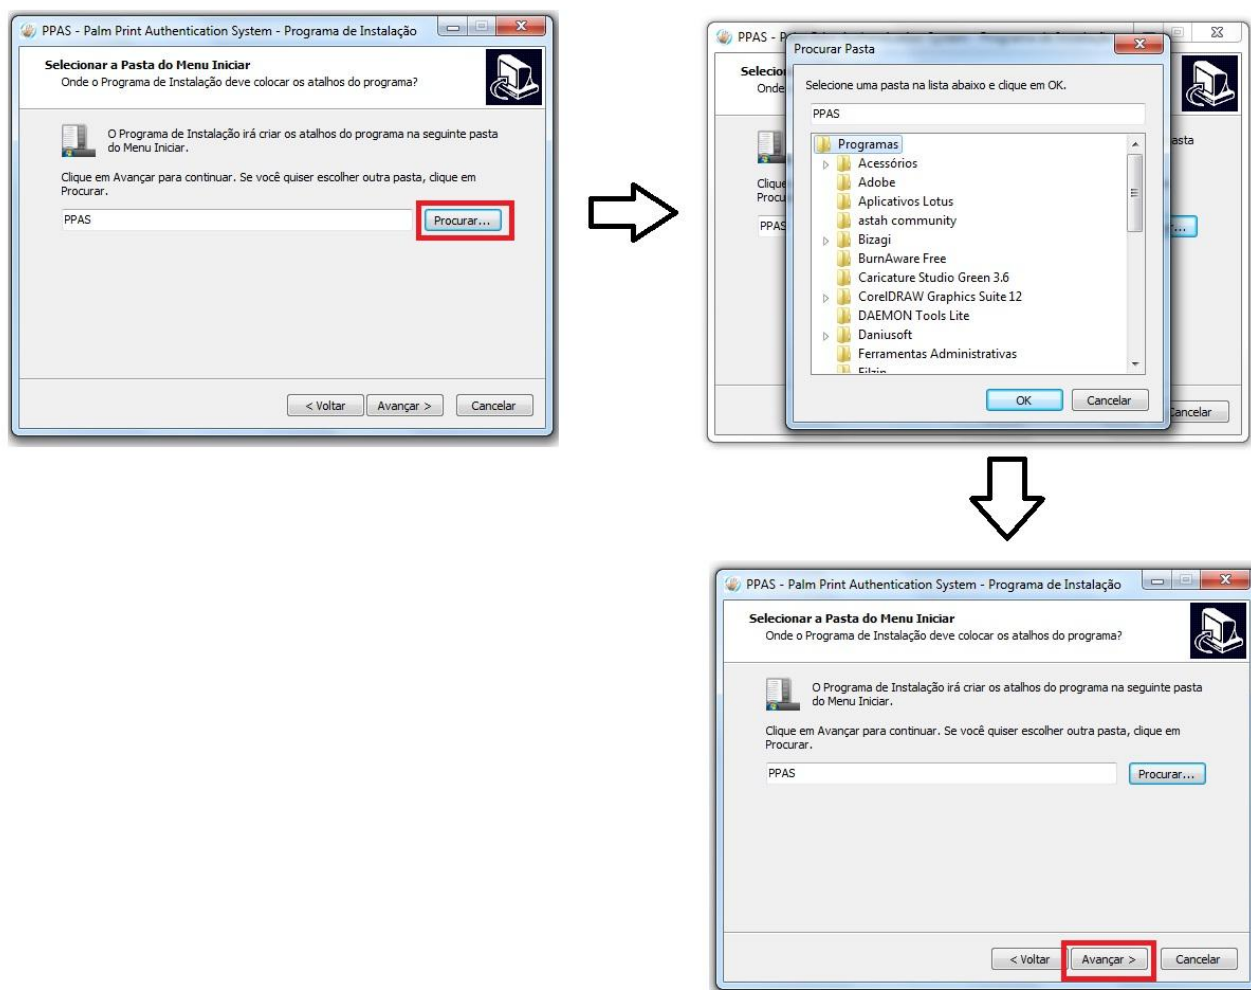 PPAS - Palm Print Authentication System - Programa de Instalação
Selecionar a Pasta do Menu Iniciar
Onde o Programa de Instalação deve colocar os atalhos do programa?
O Programa de Instalação irá criar os atalhos do programa na seguinte pasta
do Menu Iniciar.
Clique em Avançar para continuar. Se você quiser escolher outra pasta, clique em
Procurar.
PPAS
Procurar...
< Voltar
Avançar >
Cancelar
PPAS - P
Selecion
Onde
asta
Clique
Procu
PPAS
...
Cancelar
Procurar Pasta
Selecione uma pasta na lista abaixo e clique em OK.
PPAS
Programas
Acessórios
Adobe
Aplicativos Lotus
astah community
Bizagi
BurnAware Free
Caricature Studio Green 3.6
CorelDRAW Graphics Suite 12
DAEMON Tools Lite
Daniusoft
Ferramentas Administrativas
OK
Cancelar
PPAS - Palm Print Authentication System - Programa de Instalação
Selecionar a Pasta do Menu Iniciar
Onde o Programa de Instalação deve colocar os atalhos do programa?
O Programa de Instalação irá criar os atalhos do programa na seguinte pasta
do Menu Iniciar.
Clique em Avançar para continuar. Se você quiser escolher outra pasta, clique em
Procurar.
PPAS
Procurar...
< Voltar
Avançar >
Cancelar